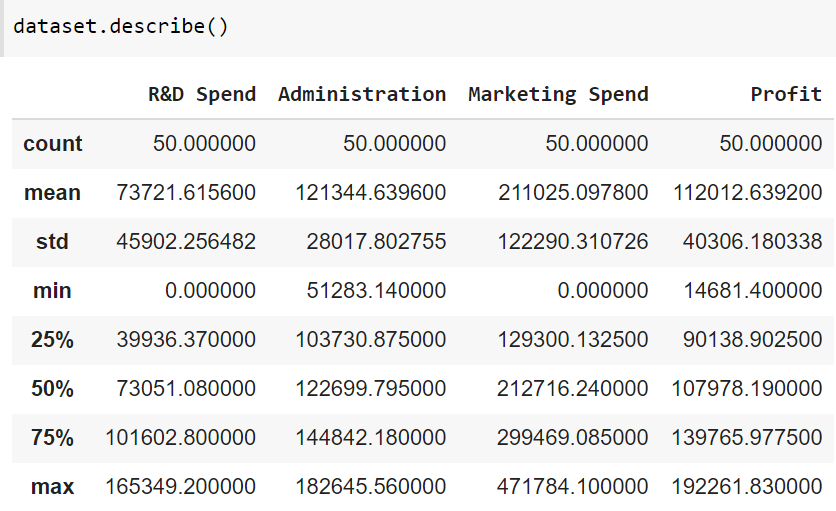 dataset.describe()
R&D Spend Administration Marketing Spend Profit
count 50.000000 50.000000 50.000000 50.000000
mean 73721.615600 121344.639600 211025.097800 112012.639200
std 45902.256482 28017.802755 122290.310726 40306.180338
min 0.000000 51283.140000 0.000000 14681.400000
25% 39936.370000 103730.875000 129300.132500 90138.902500
50% 73051.080000 122699.795000 212716.240000 107978.190000
75% 101602.800000 144842.180000 299469.085000 139765.977500
max 165349.200000 182645.560000 471784.100000 192261.830000